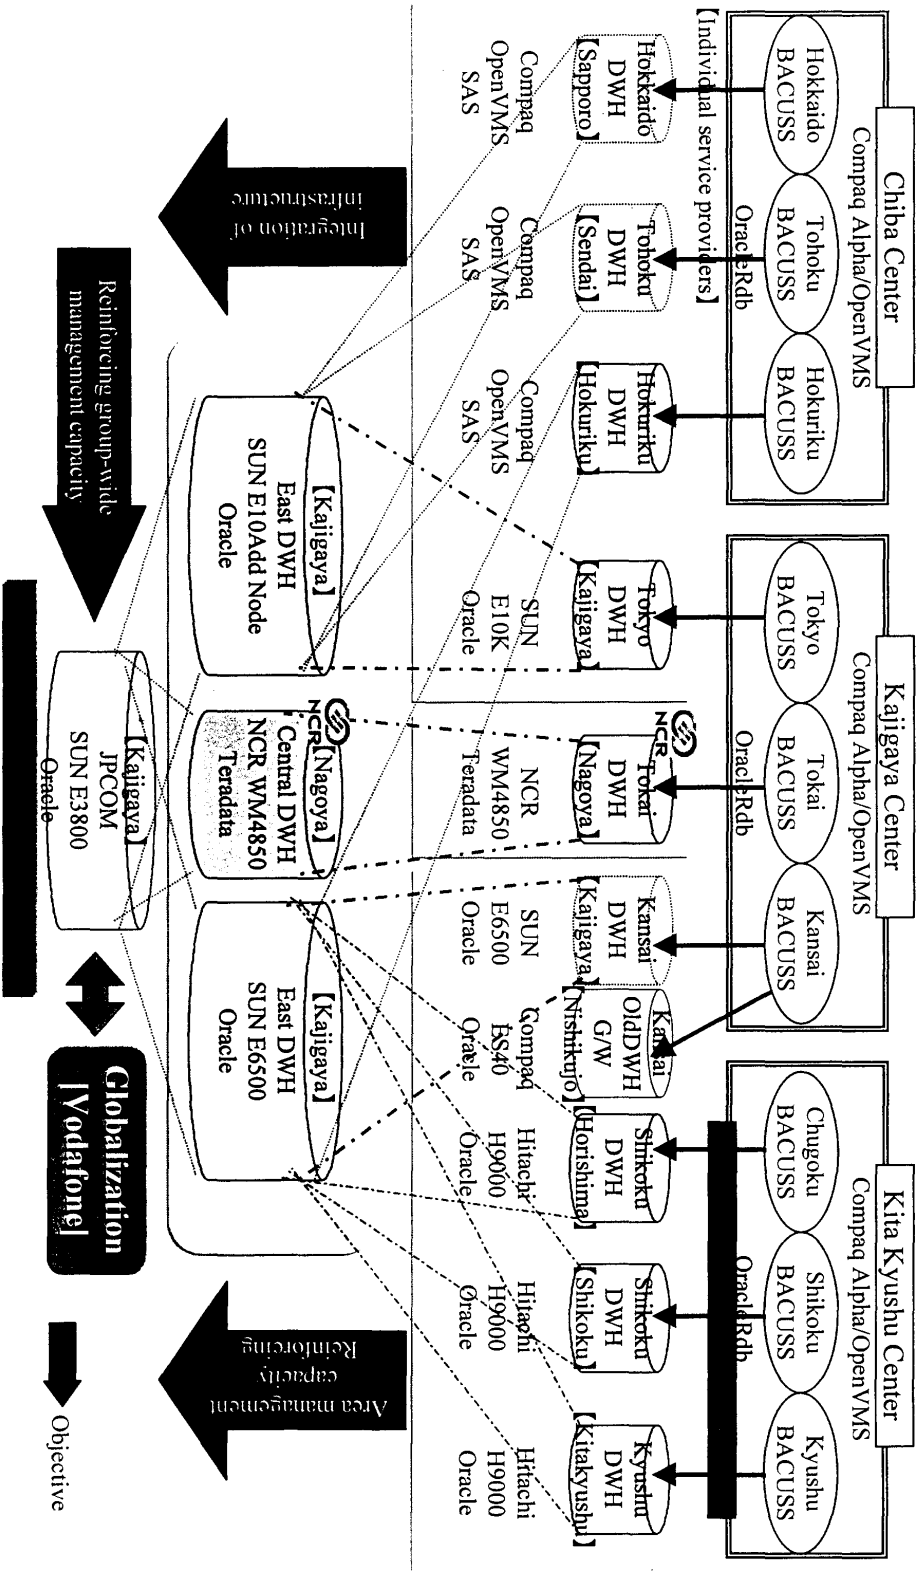 Chiba Center
Compaq Alpha/OpenVMS
Hokkaido
BACUSS
Tohoku
BACUSS
Hokuriku
BACUSS
OracleRdb
Kajigaya Center
Compaq Alpha/OpenVMS
Tokyo
BACUSS
Tokai
BACUSS
Kansai
BACUSS
OracleRdb
Kita Kyushu Center
Compaq Alpha/OpenVMS
Chugoku
BACUSS
Shikoku
BACUSS
Kyushu
BACUSS
OracleRdb
【Individual service providers】
Hokkaido
DWH
【Sapporo】
Compaq
OpenVMS
SAS
Tohoku
DWH
【Sendai】
Compaq
OpenVMS
SAS
Hokuriku
DWH
【Hokuriku】
Compaq
OpenVMS
SAS
Tokyo
DWH
【Kajigaya】
SUN
E10K
Oracle
NCR
Tokai
DWH
【Nagoya】
NCR
WM4850
Teradata
Kansai
DWH
【Kajigaya】
SUN
E6500
Oracle
Kansai
OldDWH
G/W
【Nishikujo】
Compaq
ES40
Oracle
Shikoku
DWH
【Horishima】
Hitachi
H9000
Oracle
Shikoku
DWH
【Shikoku】
Hitachi
H9000
Oracle
Kyushu
DWH
【Kitakyushu】
Hitachi
H9000
Oracle
Integration of
infrastructure
Area management
capacity
Reinforcing
【Kajigaya】
East DWH
SUN E10Add Node
Oracle
NCR
【Nagoya】
Central DWH
NCR WM4850
Teradata
【Kajigaya】
East DWH
SUN E6500
Oracle
Reinforcing group-wide
management capacity
【Kajigaya】
JPCOM
SUN E3800
Oracle
Globalization
[Vodafone]
Objective